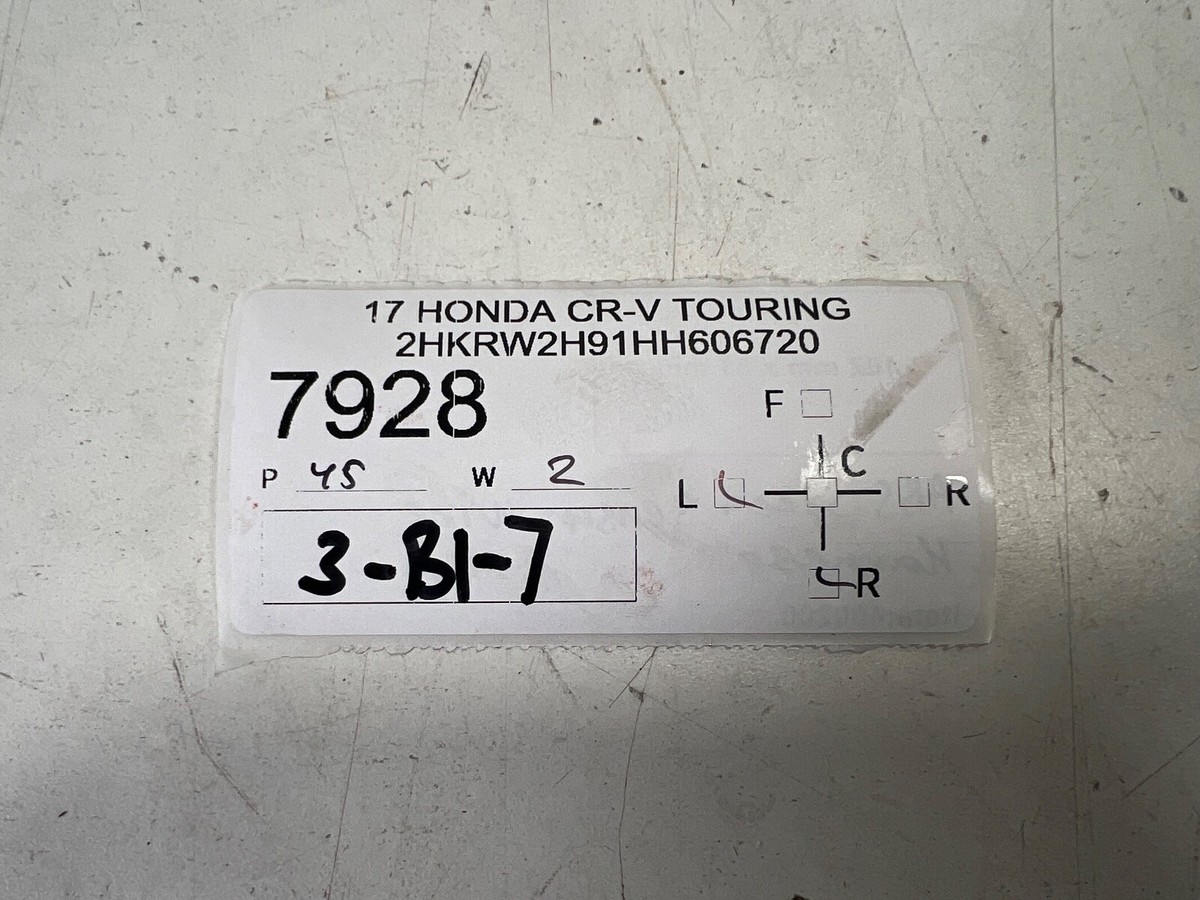 17 HONDA CR-V TOURING
2HKRW2H91HH606720
7928
F
P 45 W 2
C
L R
3-B1-7
R